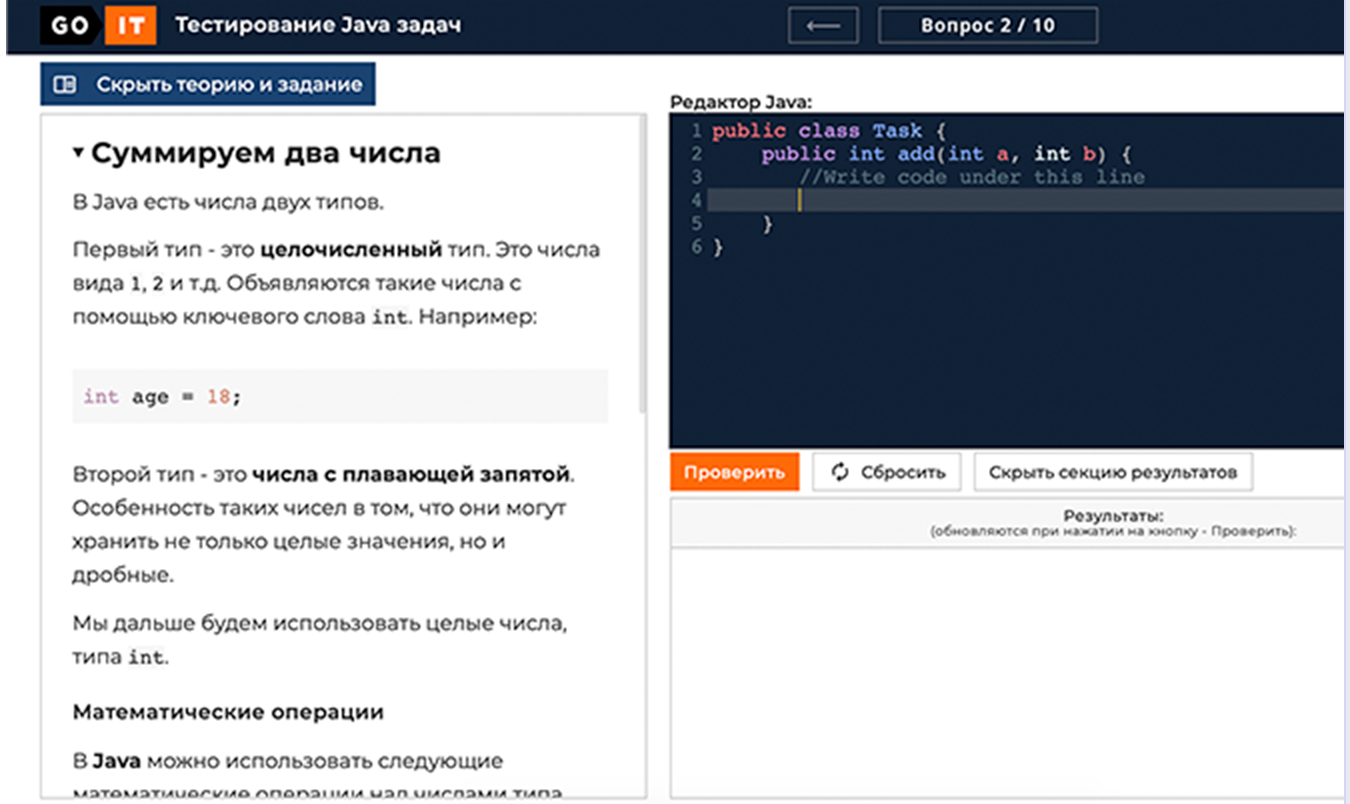 GO IT Тестирование Java задач
Вопрос 2 / 10
Скрыть теорию и задание
Суммируем два числа
В Java есть числа двух типов.
Первый тип - это целочисленный тип. Это числа
вида 1, 2 и т.д. Объявляются такие числа с
помощью ключевого слова int. Например:
int age = 18;
Второй тип - это числа с плавающей запятой.
Особенность таких чисел в том, что они могут
хранить не только целые значения, но и
дробные.
Мы дальше будем использовать целые числа,
типа int.
Математические операции
В Java можно использовать следующие
математические операции над числами типа
Редактор Java:
1 public class Task {
2 public int add(int a, int b) {
3 //Write code under this line
4
5 }
6 }
Проверить
Сбросить
Скрыть секцию результатов
Результаты:
(обновляются при нажатии на кнопку - Проверить):